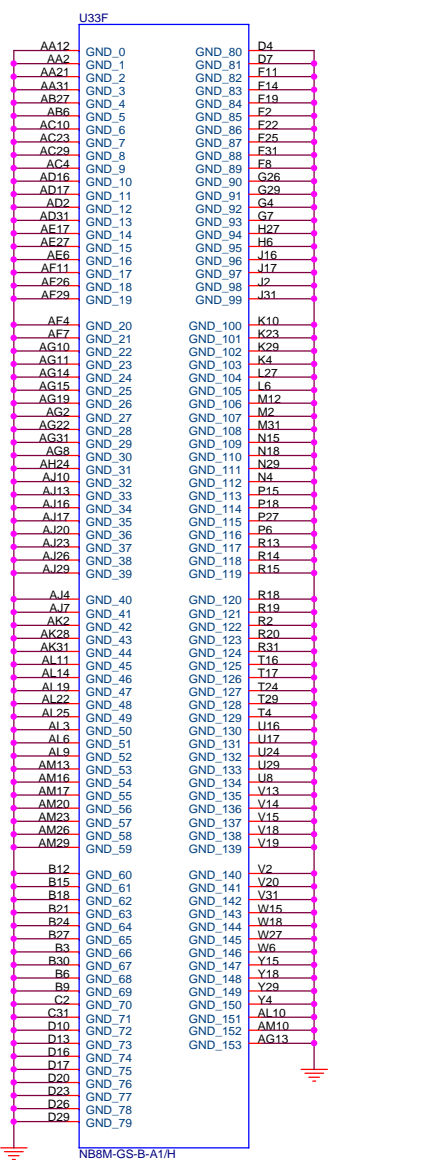 U33F
AA12 GND_0 GND_80 D4
AA2 GND_1 GND_81 D7
AA21 GND_2 GND_82 F11
AA31 GND_3 GND_83 F14
AB27 GND_4 GND_84 F19
AB6 GND_5 GND_85 F2
AC10 GND_6 GND_86 F22
AC23 GND_7 GND_87 F25
AC29 GND_8 GND_88 F31
AC4 GND_9 GND_89 F8
AD16 GND_10 GND_90 G26
AD17 GND_11 GND_91 G29
AD2 GND_12 GND_92 G4
AD31 GND_13 GND_93 G7
AE17 GND_14 GND_94 H27
AE27 GND_15 GND_95 H6
AE6 GND_16 GND_96 J16
AF11 GND_17 GND_97 J17
AF26 GND_18 GND_98 J2
AF29 GND_19 GND_99 J31
AF4 GND_20 GND_100 K10
AF7 GND_21 GND_101 K23
AG10 GND_22 GND_102 K29
AG11 GND_23 GND_103 K4
AG14 GND_24 GND_104 L27
AG15 GND_25 GND_105 L6
AG19 GND_26 GND_106 M12
AG2 GND_27 GND_107 M2
AG22 GND_28 GND_108 M31
AG31 GND_29 GND_109 N15
AG8 GND_30 GND_110 N18
AH24 GND_31 GND_111 N29
AJ10 GND_32 GND_112 N4
AJ13 GND_33 GND_113 P15
AJ16 GND_34 GND_114 P18
AJ17 GND_35 GND_115 P27
AJ20 GND_36 GND_116 P6
AJ23 GND_37 GND_117 R13
AJ26 GND_38 GND_118 R14
AJ29 GND_39 GND_119 R15
AJ4 GND_40 GND_120 R18
AJ7 GND_41 GND_121 R19
AK2 GND_42 GND_122 R2
AK28 GND_43 GND_123 R20
AK31 GND_44 GND_124 R31
AL11 GND_45 GND_125 T16
AL14 GND_46 GND_126 T17
AL19 GND_47 GND_127 T24
AL22 GND_48 GND_128 T29
AL25 GND_49 GND_129 T4
AL3 GND_50 GND_130 U16
AL6 GND_51 GND_131 U17
AL9 GND_52 GND_132 U24
AM13 GND_53 GND_133 U29
AM16 GND_54 GND_134 U8
AM17 GND_55 GND_135 V13
AM20 GND_56 GND_136 V14
AM23 GND_57 GND_137 V15
AM26 GND_58 GND_138 V18
AM29 GND_59 GND_139 V19
B12 GND_60 GND_140 V2
B15 GND_61 GND_141 V20
B18 GND_62 GND_142 V31
B21 GND_63 GND_143 W15
B24 GND_64 GND_144 W18
B27 GND_65 GND_145 W27
B3 GND_66 GND_146 W6
B30 GND_67 GND_147 Y15
B6 GND_68 GND_148 Y18
B9 GND_69 GND_149 Y29
C2 GND_70 GND_150 Y4
C31 GND_71 GND_151 AL10
D10 GND_72 GND_152 AM10
D13 GND_73 GND_153 AG13
D16 GND_74
D17 GND_75
D20 GND_76
D23 GND_77
D26 GND_78
D29 GND_79
NB8M-GS-B-A1/H